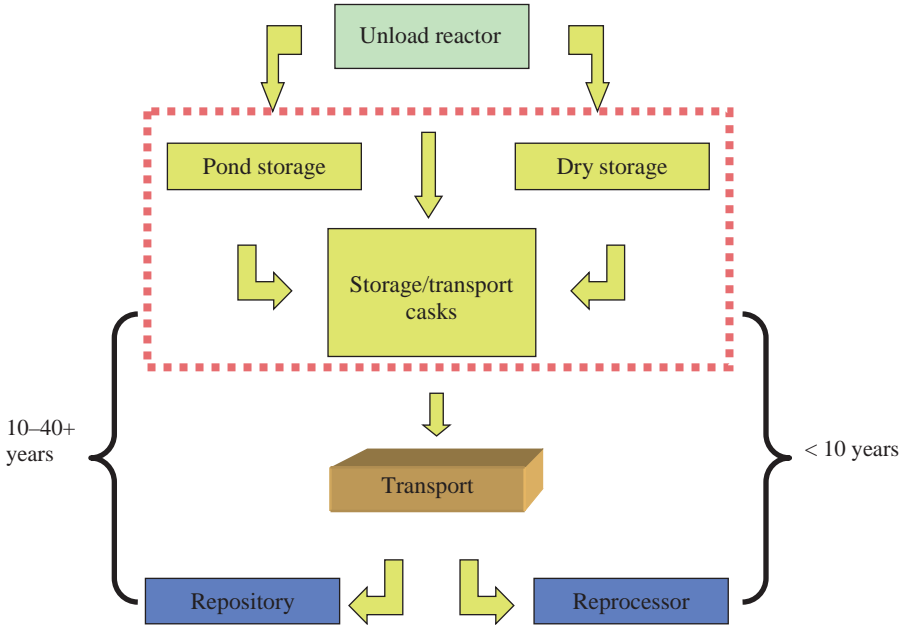 Unload reactor
Pond storage
Dry storage
Storage/transport
casks
10–40+
years
< 10 years
Transport
Repository
Reprocessor